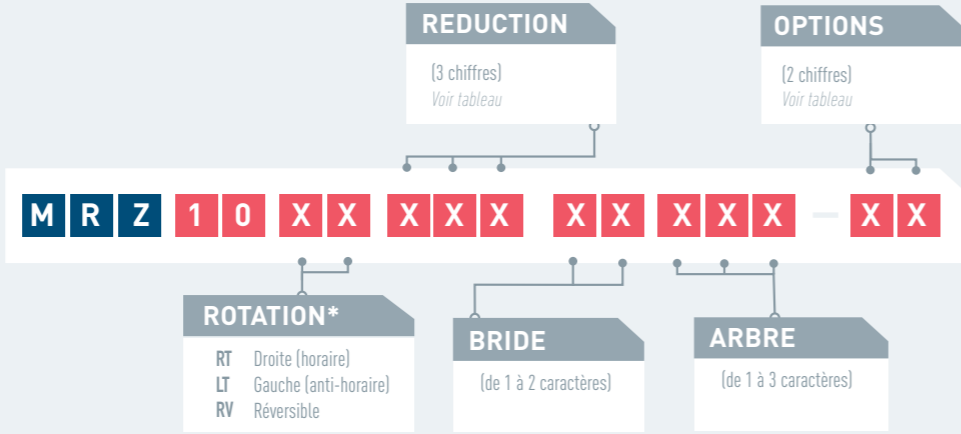 REDUCTION
(3 chiffres)
Voir tableau
OPTIONS
(2 chiffres)
Voir tableau
M R Z 1 0 X X X X X X X X X X – X X
ROTATION*
RT Droite (horaire)
LT Gauche (anti-horaire)
RV Réversible
BRIDE
(de 1 à 2 caractères)
ARBRE
(de 1 à 3 caractères)